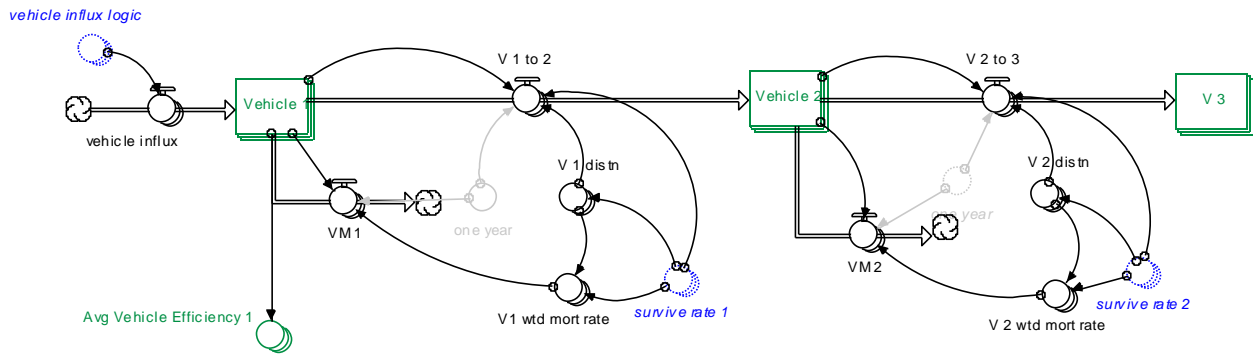 vehicle influx logic
V 1 to 2
V 2 to 3
Vehicle 1
Vehicle 2
V 3
vehicle influx
V 1 distn
V 2 distn
one year
one year
VM1
VM2
Avg Vehicle Efficiency 1
V1 wtd mort rate
survive rate 1
V 2 wtd mort rate
survive rate 2